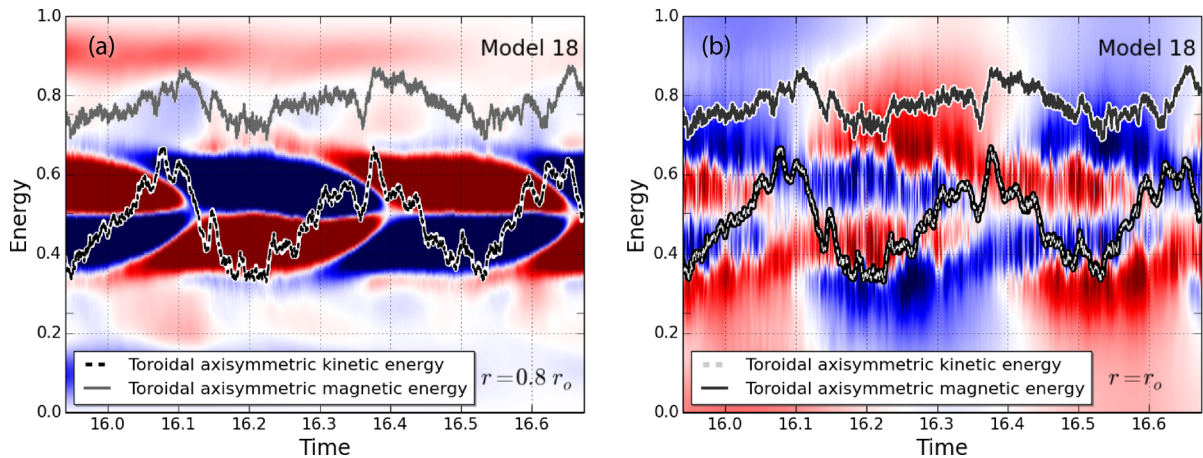 (a)
Model 18
1.0
0.8
0.6
0.4
0.2
0.0
Energy
16.0 16.1 16.2 16.3 16.4 16.5 16.6
Time
Toroidal axisymmetric kinetic energy
Toroidal axisymmetric magnetic energy
r = 0.8 r_o
(b)
Model 18
1.0
0.8
0.6
0.4
0.2
0.0
Energy
16.0 16.1 16.2 16.3 16.4 16.5 16.6
Time
Toroidal axisymmetric kinetic energy
Toroidal axisymmetric magnetic energy
r = r_o